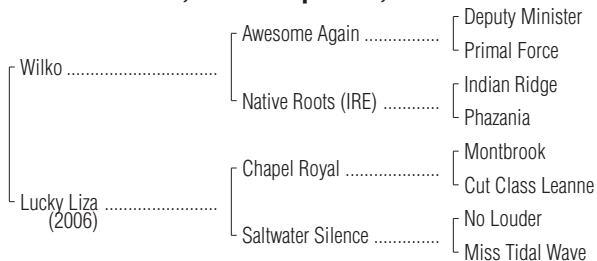 Deputy Minister
Awesome Again ................
Primal Force
Wilko ................................
Indian Ridge
Native Roots (IRE) ............
Phazania
Montbrook
Chapel Royal ....................
Cut Class Leanne
Lucky Liza ........................
(2006)
No Louder
Saltwater Silence ..............
Miss Tidal Wave